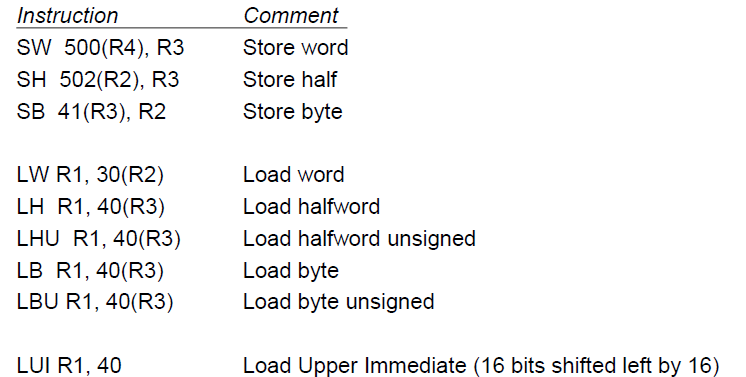 Instruction Comment
SW 500(R4), R3 Store word
SH 502(R2), R3 Store half
SB 41(R3), R2 Store byte
LW R1, 30(R2) Load word
LH R1, 40(R3) Load halfword
LHU R1, 40(R3) Load halfword unsigned
LB R1, 40(R3) Load byte
LBU R1, 40(R3) Load byte unsigned
LUI R1, 40 Load Upper Immediate (16 bits shifted left by 16)